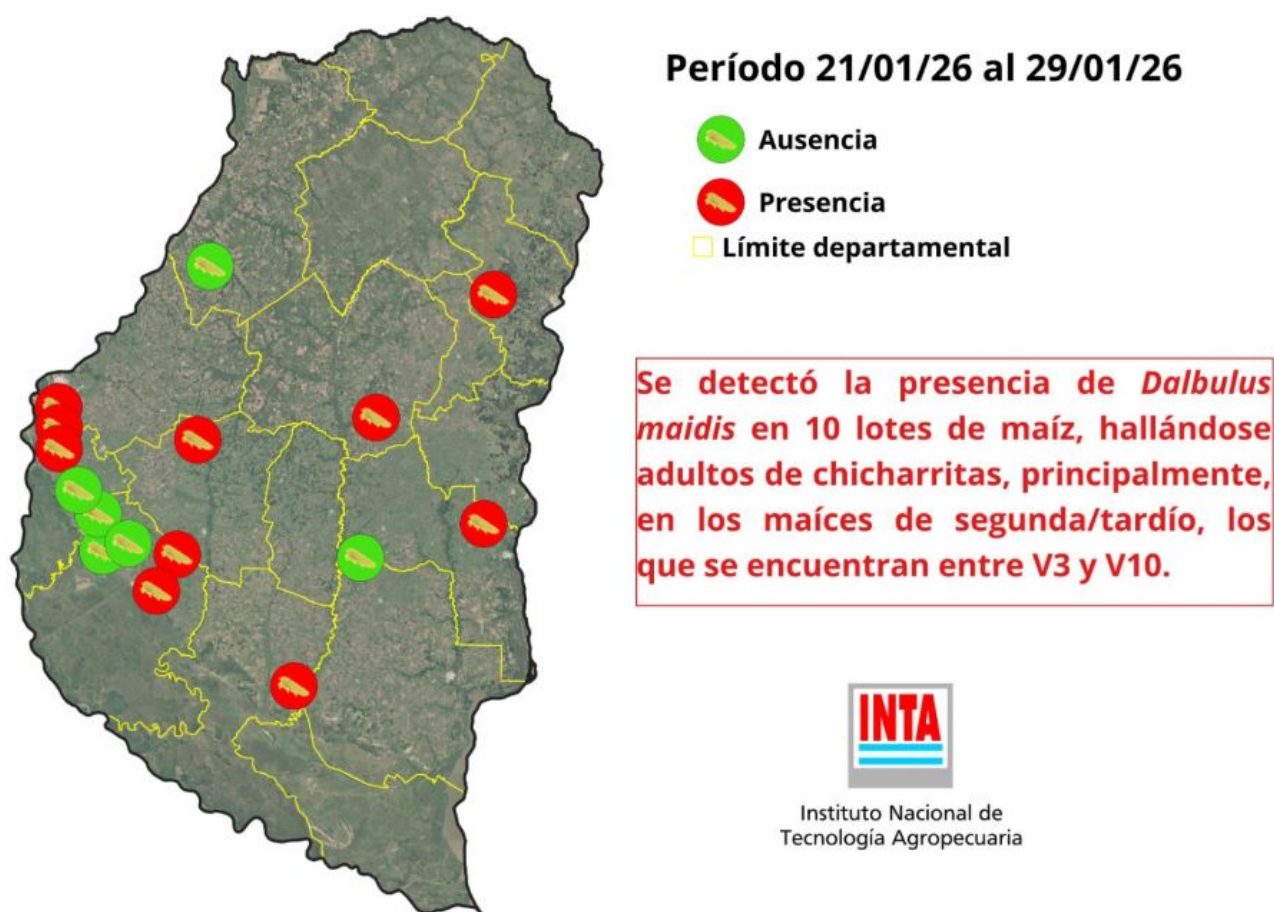 Período 21/01/26 al 29/01/26
Ausencia
Presencia
Límite departamental
Se detectó la presencia de Dalbulus
maidis en 10 lotes de maíz, hallándose
adultos de chicharritas, principalmente,
en los maíces de segunda/tardío, los
que se encuentran entre V3 y V10.
INTA
Instituto Nacional de
Tecnología Agropecuaria